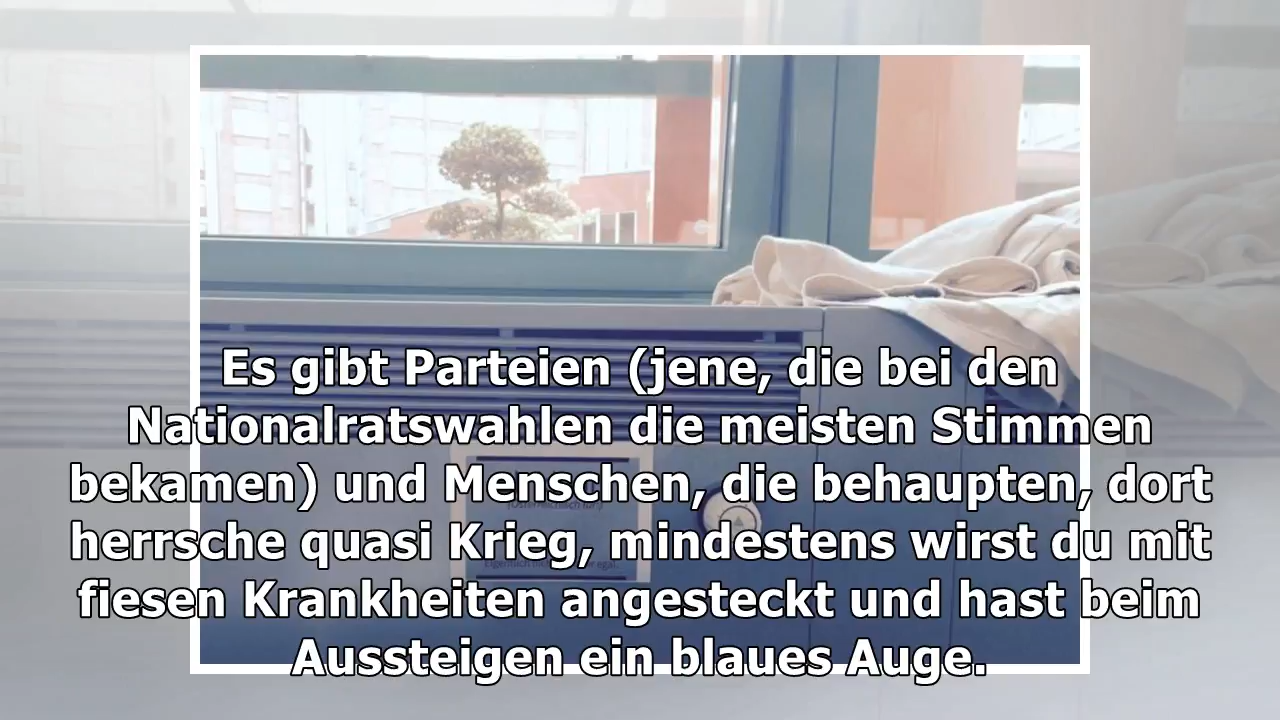 Es gibt Parteien (jene, die bei den
Nationalratswahlen die meisten Stimmen
bekamen) und Menschen, die behaupten, dort
herrsche quasi Krieg, mindestens wirst du mit
fiesen Krankheiten angesteckt und hast beim
Aussteigen ein blaues Auge.